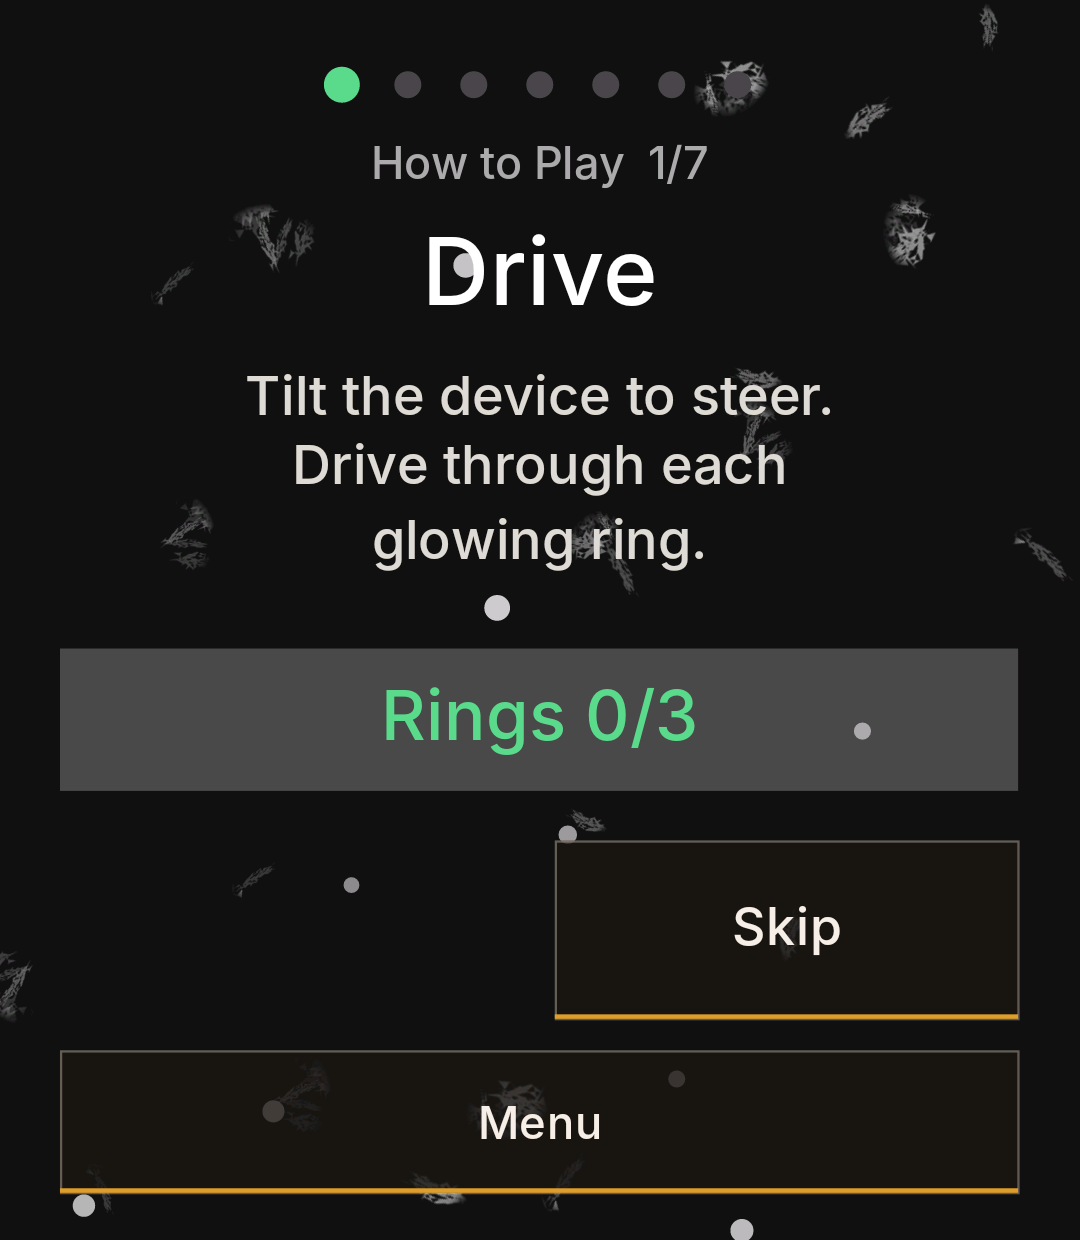 How to Play 1/7
Drive
Tilt the device to steer.
Drive through each
glowing ring.
Rings 0/3
Skip
Menu